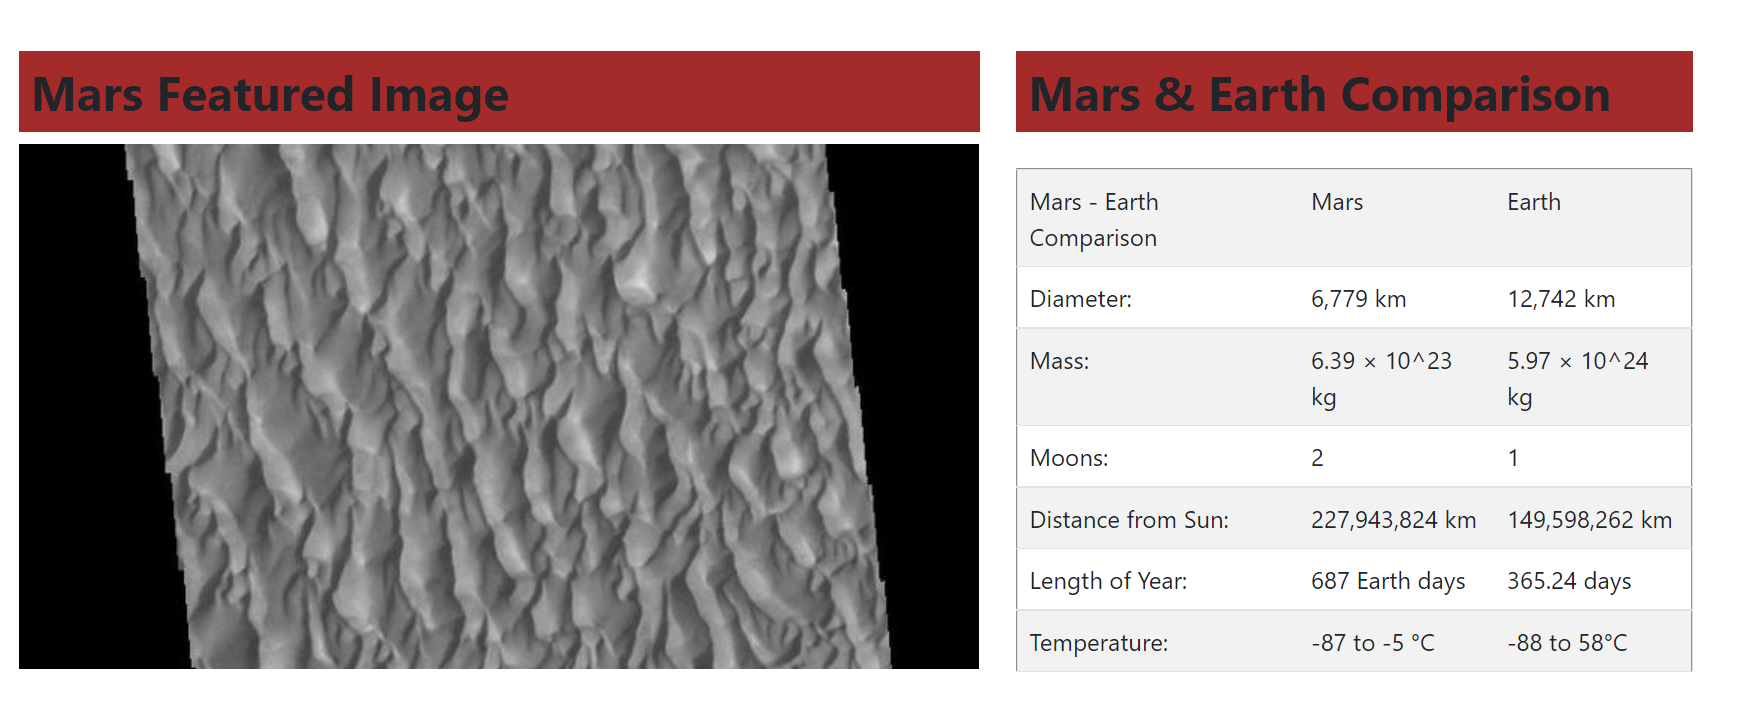 Mars Featured Image
Mars & Earth Comparison
Mars - Earth Mars Earth
Comparison
Diameter: 6,779 km 12,742 km
Mass: 6.39 × 10^23 5.97 × 10^24
kg kg
Moons: 2 1
Distance from Sun: 227,943,824 km 149,598,262 km
Length of Year: 687 Earth days 365.24 days
Temperature: -87 to -5 °C -88 to 58°C